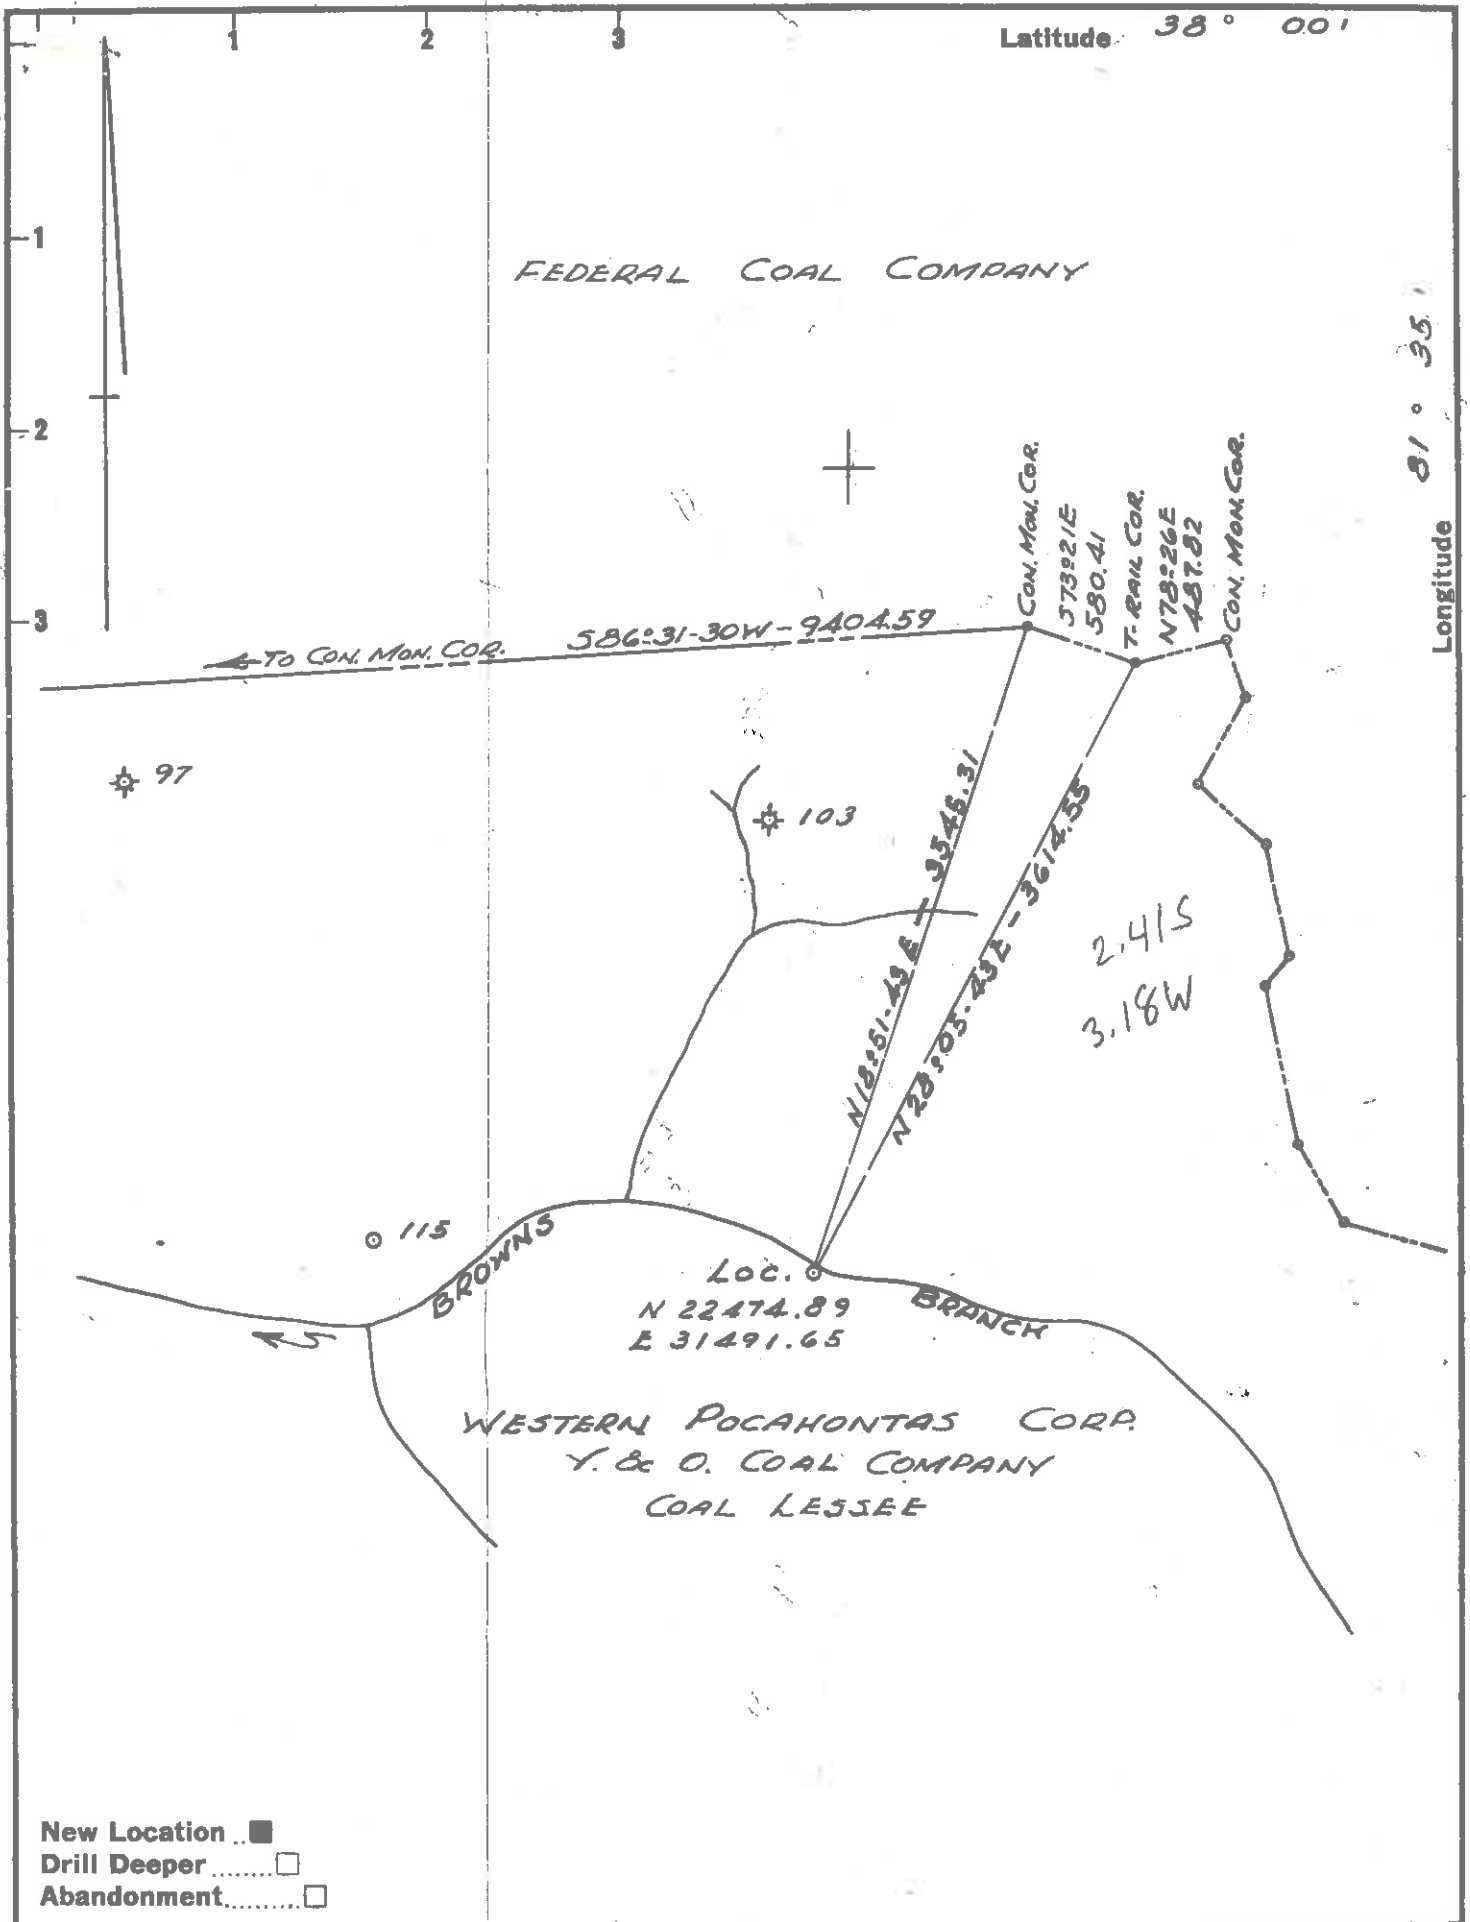 1 2 3
Latitude 38° 00'
1
2
3
FEDERAL COAL COMPANY
81° 35'
Longitude
CON. MON. COR.
S73°21E
580.41
T-RAIL COR.
N78°26E
487.82
CON. MON. COR.
TO CON. MON. COR. S86°31-30W-9404.59
97
103
N18°51-43E - 3546.31
N28°05-43E - 3614.55
2.41S
3.18W
115
BROWNS
BRANCH
LOC.
N 22474.89
E 31491.65
WESTERN POCAHONTAS CORP.
Y. & O. COAL COMPANY
COAL LESSEE
New Location
Drill Deeper
Abandonment